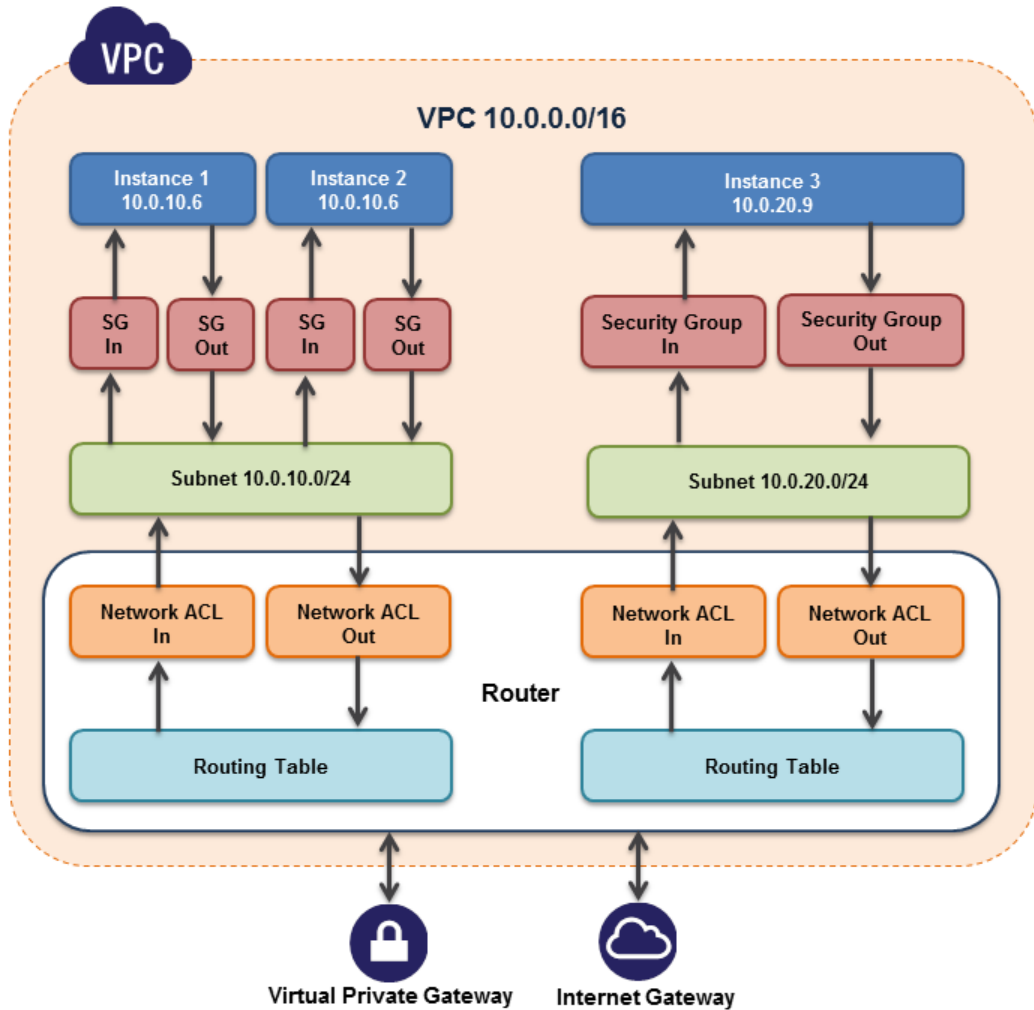 VPC
VPC 10.0.0.0/16
Instance 1
10.0.10.6
Instance 2
10.0.10.6
Instance 3
10.0.20.9
SG
In
SG
Out
SG
In
SG
Out
Security Group
In
Security Group
Out
Subnet 10.0.10.0/24
Subnet 10.0.20.0/24
Network ACL
In
Network ACL
Out
Network ACL
In
Network ACL
Out
Router
Routing Table
Routing Table
Virtual Private Gateway
Internet Gateway